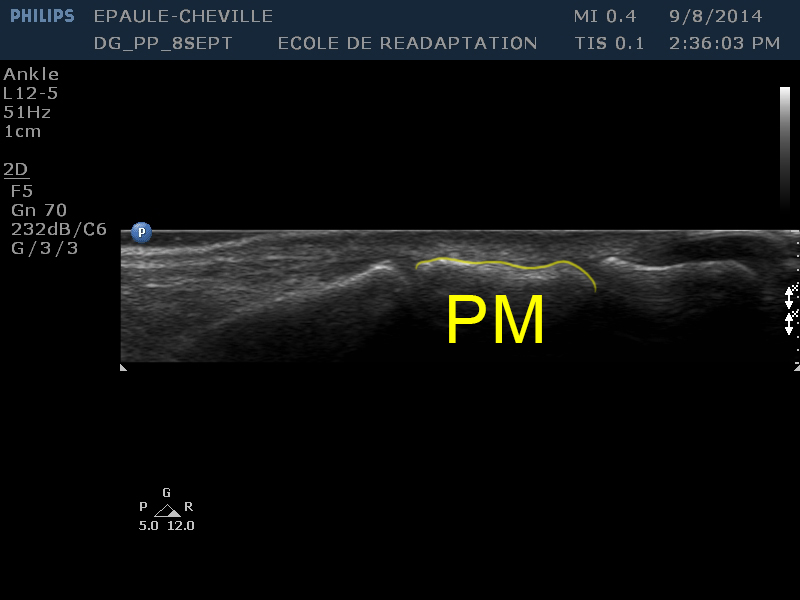 PHILIPS EPAULE-CHEVILLE MI 0.4 9/8/2014
DG_PP_8SEPT ECOLE DE READAPTATION TIS 0.1 2:36:03 PM
Ankle
L12-5
51Hz
1cm
2D
F5
Gn 70
232dB/C6
G/3/3
P
PM
G
P R
5.0 12.0